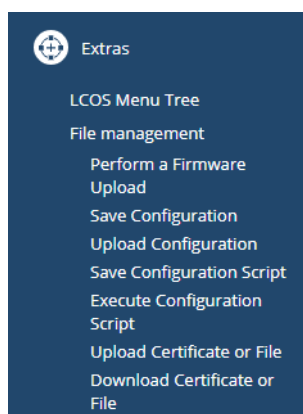 Extras
LCOS Menu Tree
File management
Perform a Firmware
Upload
Save Configuration
Upload Configuration
Save Configuration Script
Execute Configuration
Script
Upload Certificate or File
Download Certificate or
File